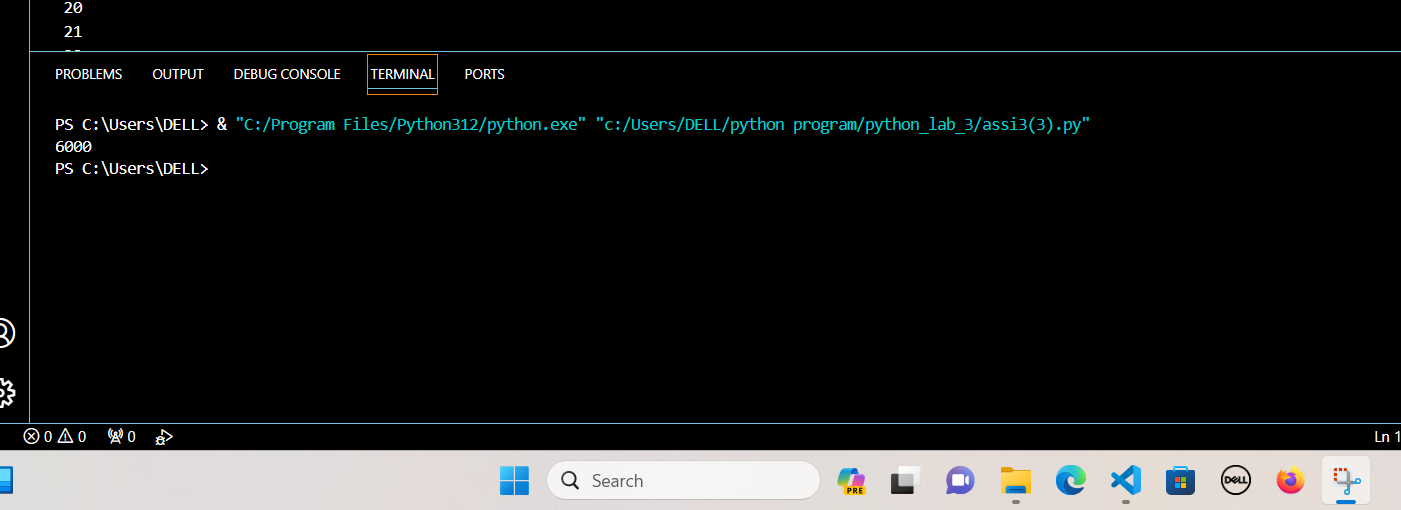 20
21
PROBLEMS OUTPUT DEBUG CONSOLE TERMINAL PORTS
PS C:\Users\DELL> & "C:/Program Files/Python312/python.exe" "c:/Users/DELL/python program/python_lab_3/assi3(3).py"
6000
PS C:\Users\DELL>
0 0 0
Ln 1
Search
PRE
DELL